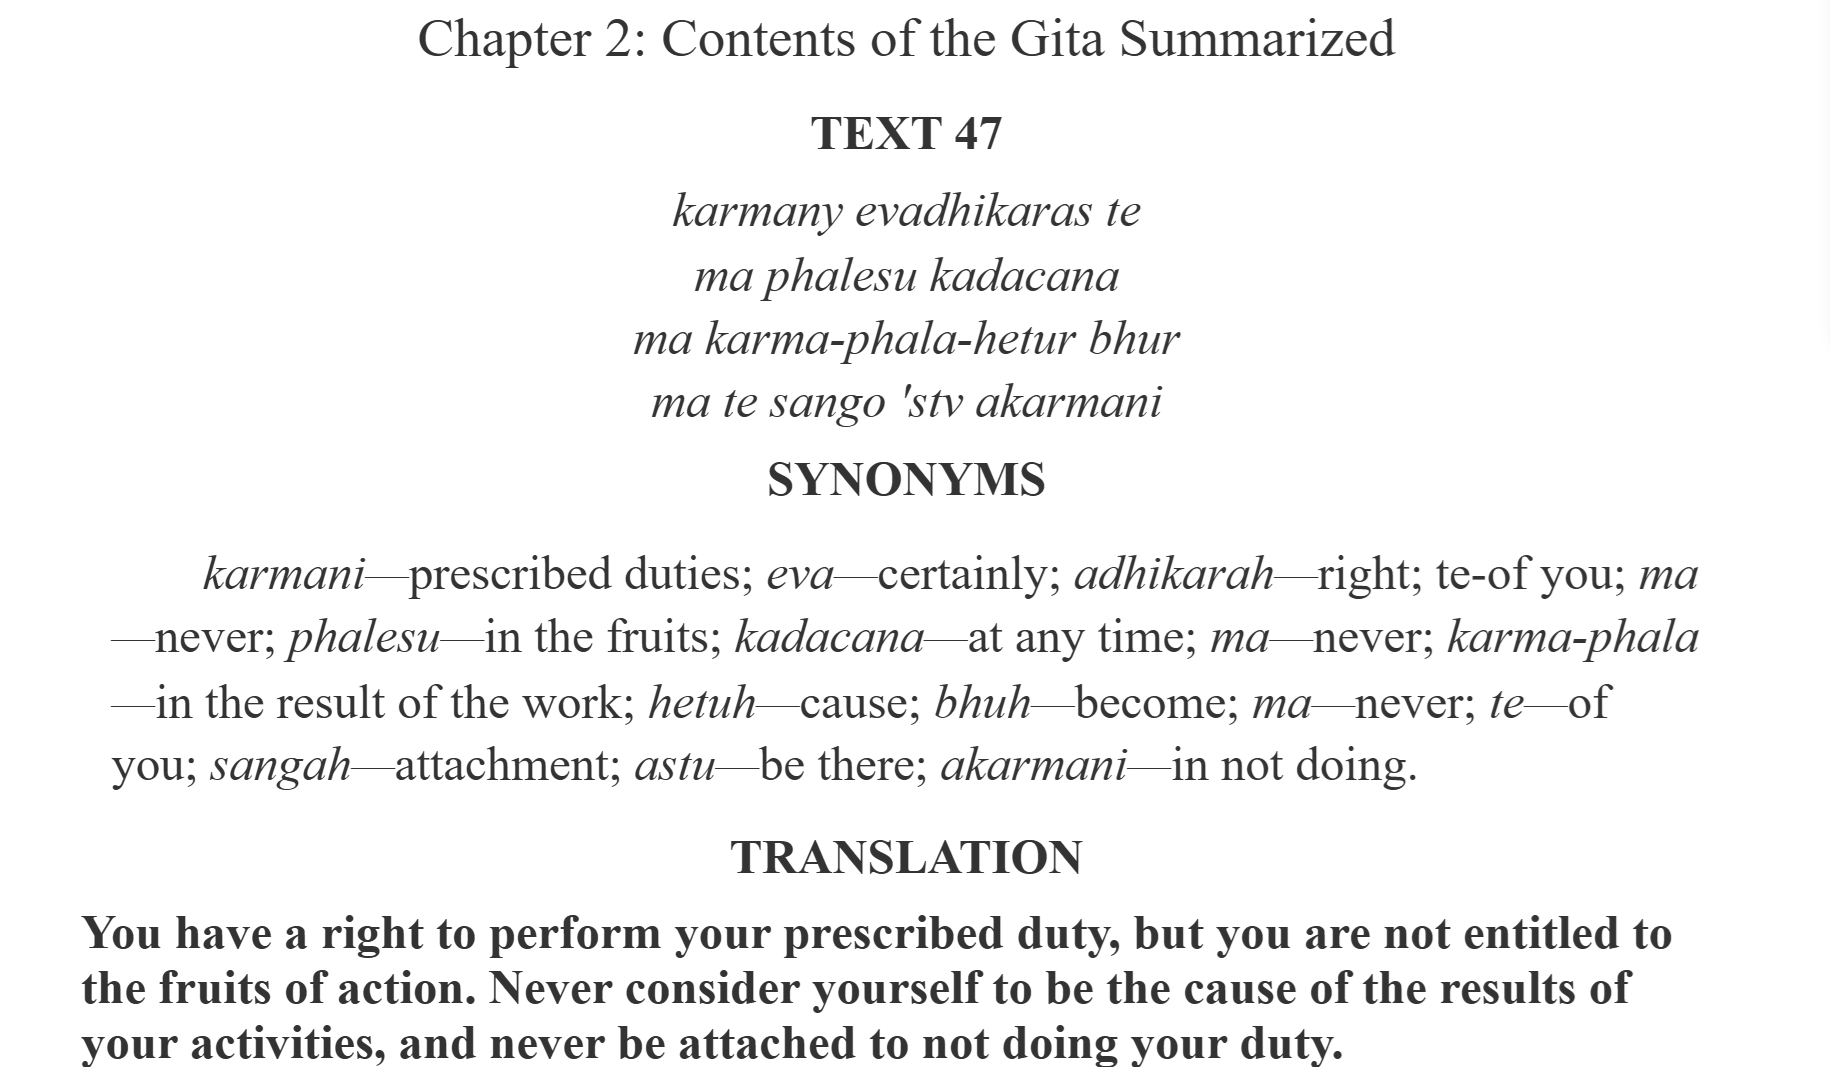 Chapter 2: Contents of the Gita Summarized
TEXT 47
karmany evadhikaras te
ma phalesu kadacana
ma karma-phala-hetur bhur
ma te sango 'stv akarmani
SYNONYMS
karmani—prescribed duties; eva—certainly; adhikarah—right; te-of you; ma
—never; phalesu—in the fruits; kadacana—at any time; ma—never; karma-phala
—in the result of the work; hetuh—cause; bhuh—become; ma—never; te—of
you; sangah—attachment; astu—be there; akarmani—in not doing.
TRANSLATION
You have a right to perform your prescribed duty, but you are not entitled to
the fruits of action. Never consider yourself to be the cause of the results of
your activities, and never be attached to not doing your duty.